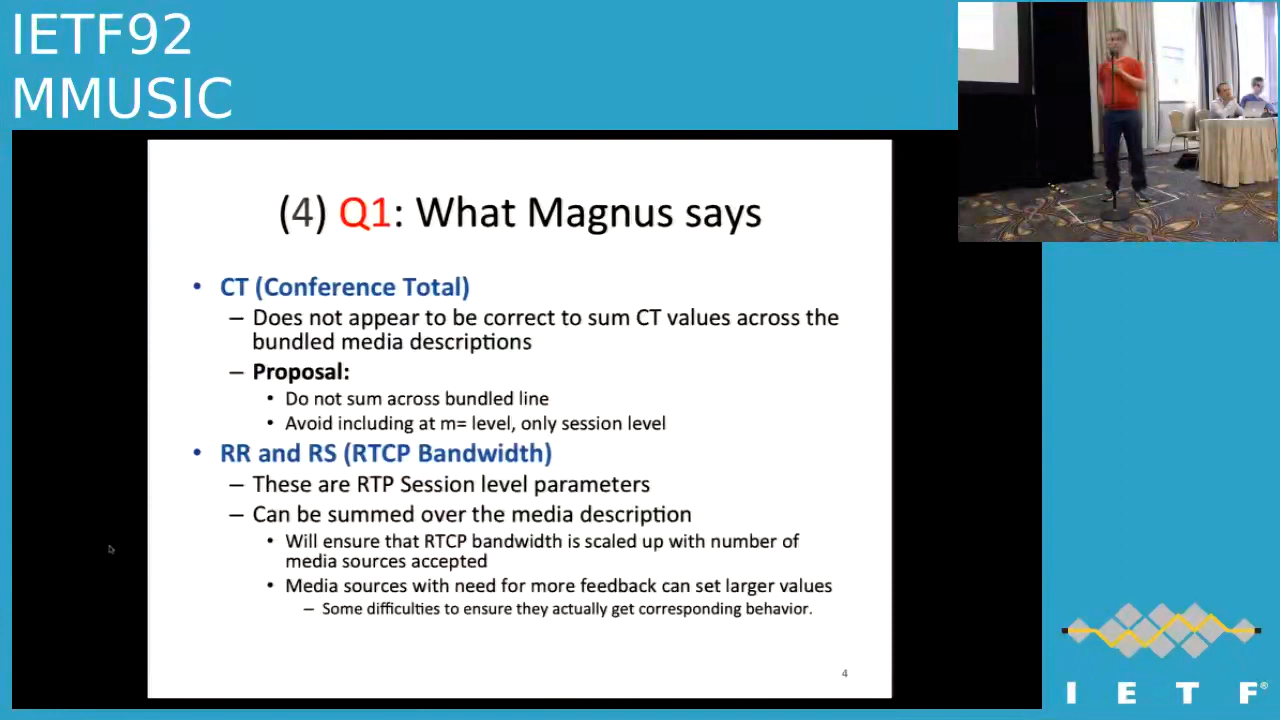 IETF92
MMUSIC
(4) Q1: What Magnus says
• CT (Conference Total)
– Does not appear to be correct to sum CT values across the
bundled media descriptions
– Proposal:
• Do not sum across bundled line
• Avoid including at m= level, only session level
• RR and RS (RTCP Bandwidth)
– These are RTP Session level parameters
– Can be summed over the media description
• Will ensure that RTCP bandwidth is scaled up with number of
media sources accepted
• Media sources with need for more feedback can set larger values
– Some difficulties to ensure they actually get corresponding behavior.
4
I E T F®